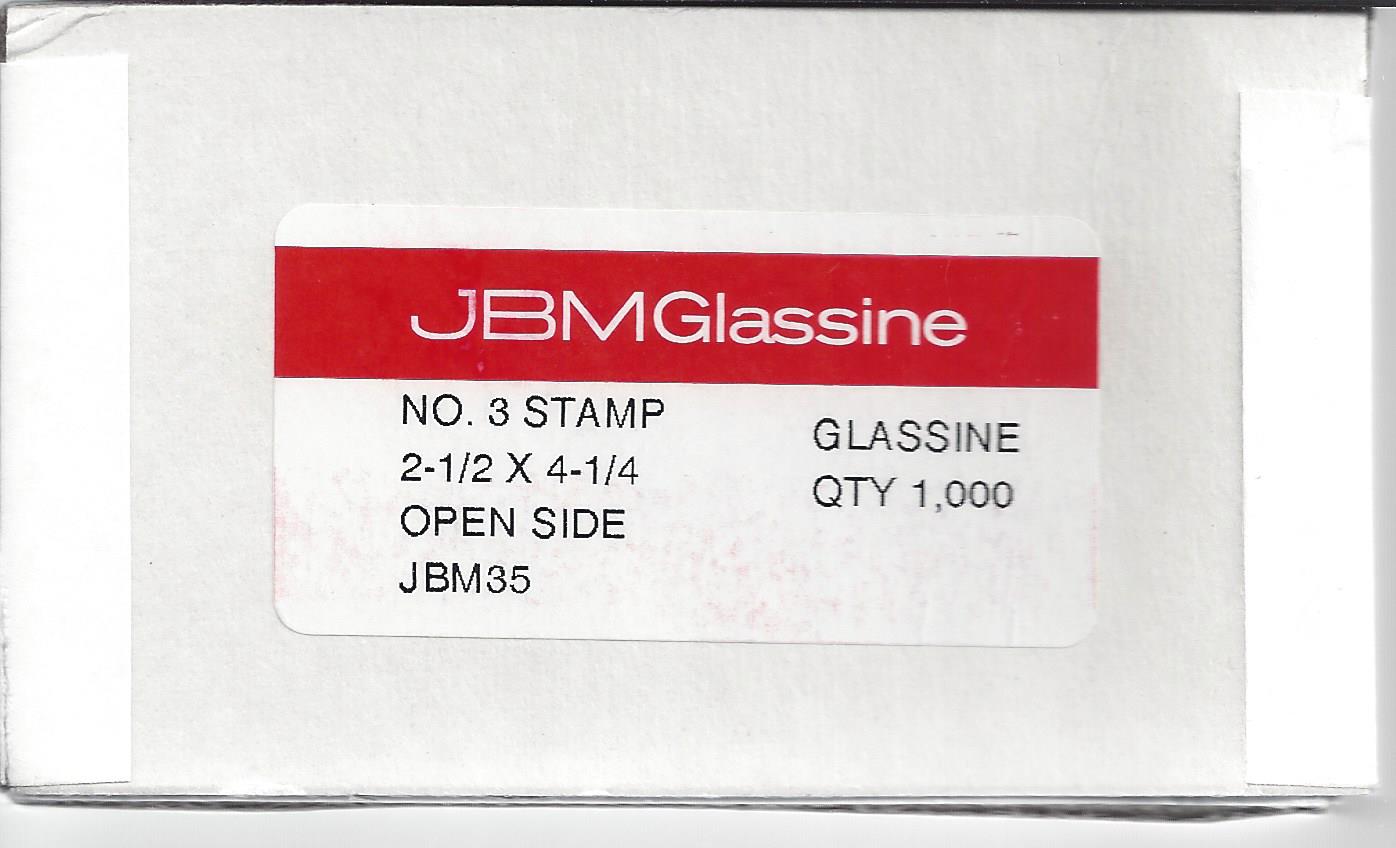 JBMGlassine
NO. 3 STAMP
2-1/2 X 4-1/4
OPEN SIDE
JBM35
GLASSINE
QTY 1,000